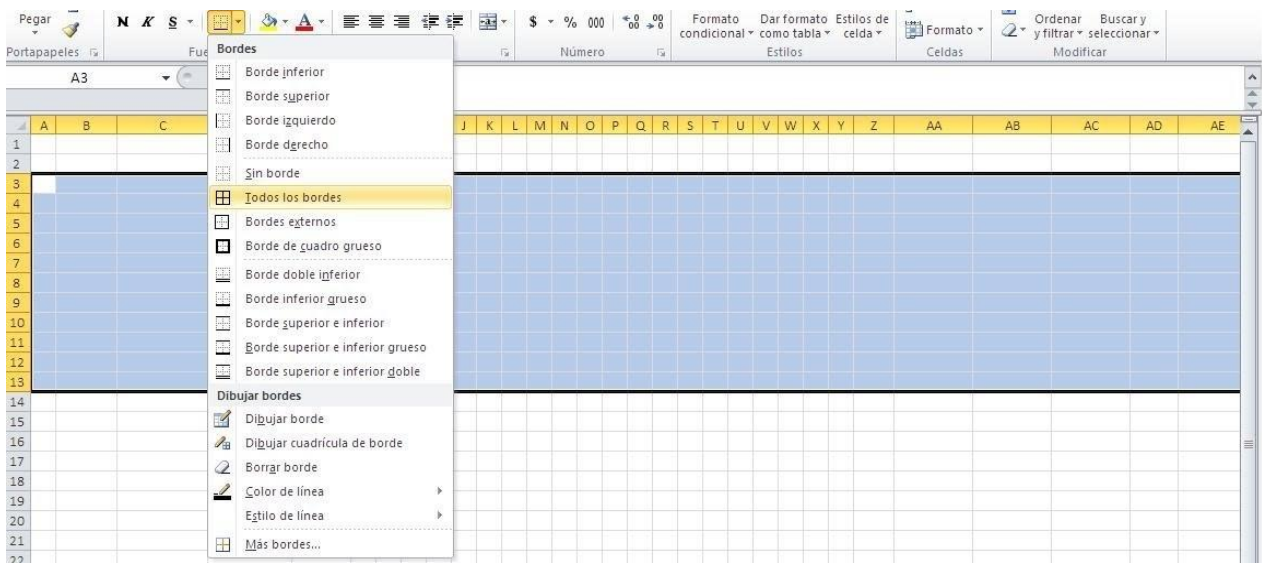 Pegar
N K S
$ % 000
Formato condicional
Dar formato como tabla
Estilos de celda
Formato
Ordenar y filtrar
Buscar y seleccionar
Portapapeles
Fue
Número
Estilos
Celdas
Modificar
A3
A B C J K L M N O P Q R S T U V W X Y Z AA AB AC AD AE
1
2
3
4
5
6
7
8
9
10
11
12
13
14
15
16
17
18
19
20
21
22
Bordes
Borde inferior
Borde superior
Borde izquierdo
Borde derecho
Sin borde
Todos los bordes
Bordes externos
Borde de cuadro grueso
Borde doble inferior
Borde inferior grueso
Borde superior e inferior
Borde superior e inferior grueso
Borde superior e inferior doble
Dibujar bordes
Dibujar borde
Dibujar cuadrícula de borde
Borrar borde
Color de línea
Estilo de línea
Más bordes...